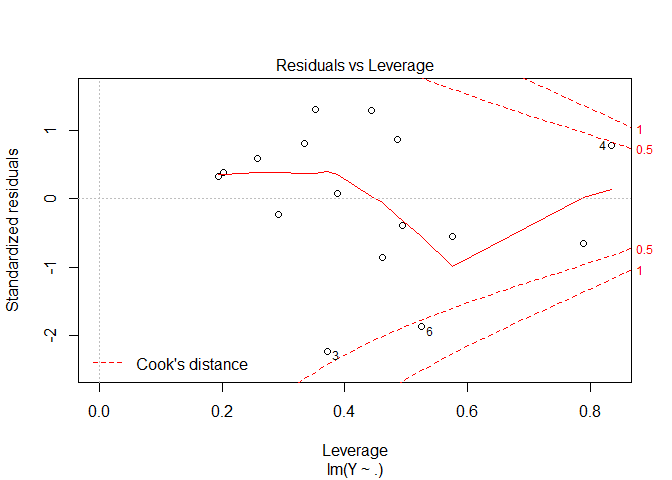 Residuals vs Leverage
Standardized residuals
1
0
-1
-2
4
3
6
1
0.5
0.5
1
Cook's distance
0.0 0.2 0.4 0.6 0.8
Leverage
lm(Y ~ .)